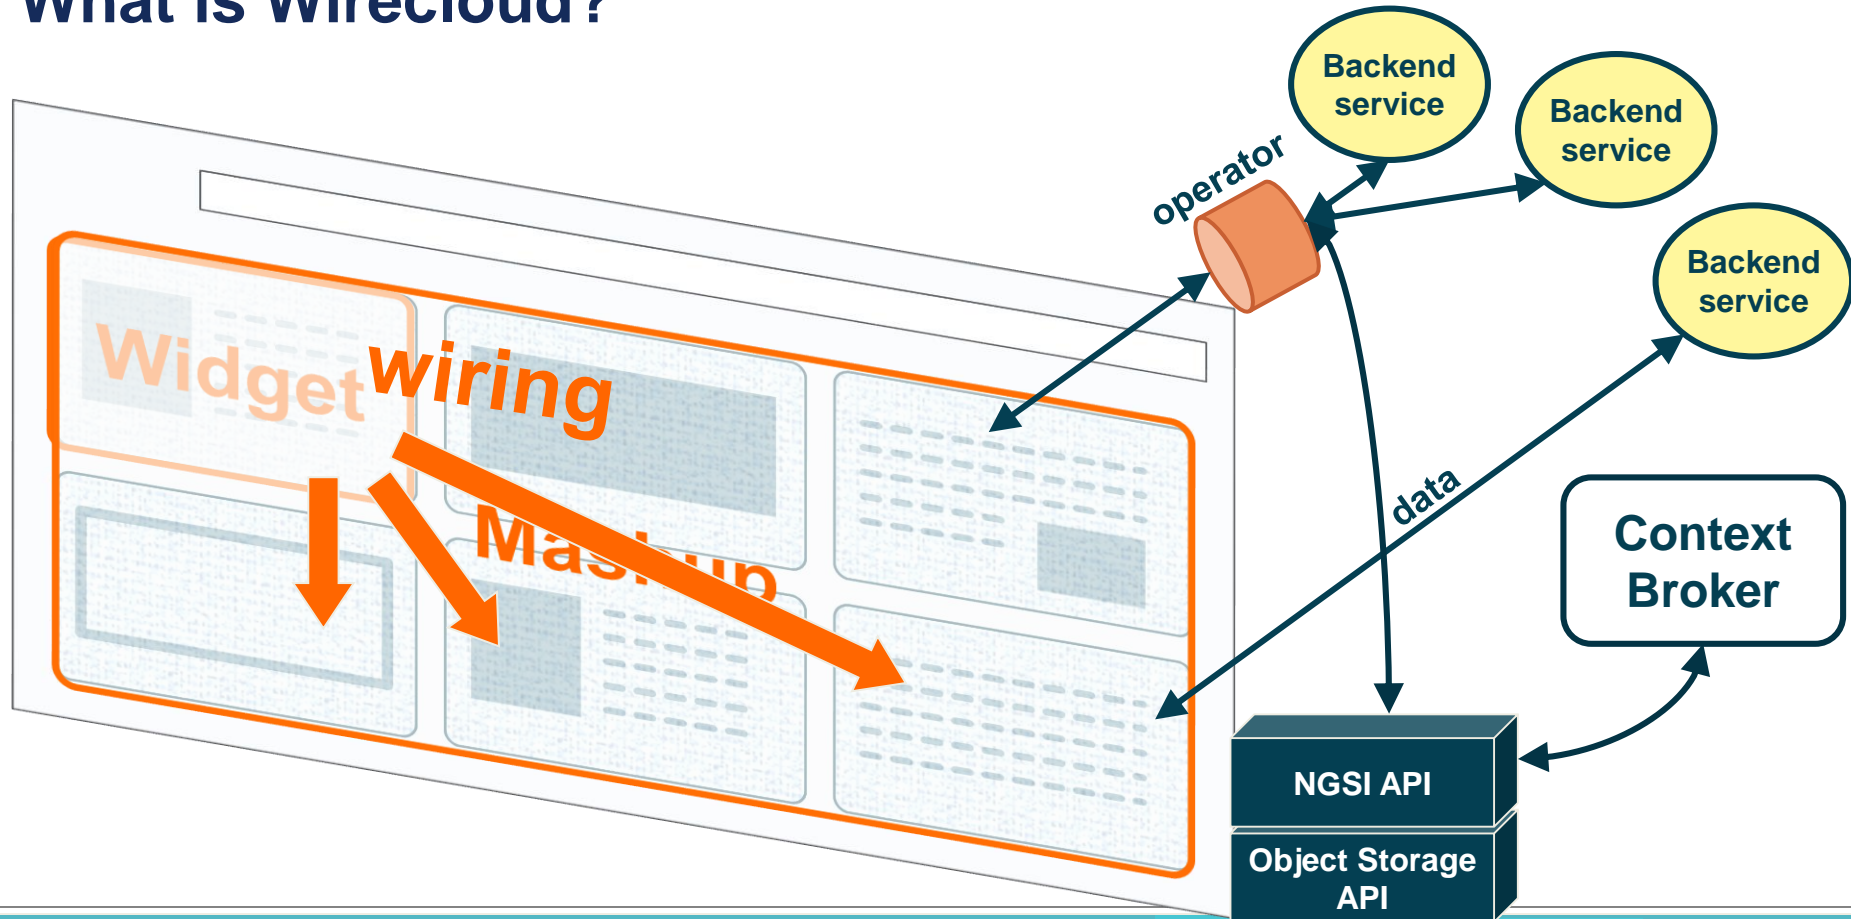 What is Wirecloud?
Backend
service
Backend
service
operator
Backend
service
Widget
wiring
Mashup
data
Context
Broker
NGSI API
Object Storage
API